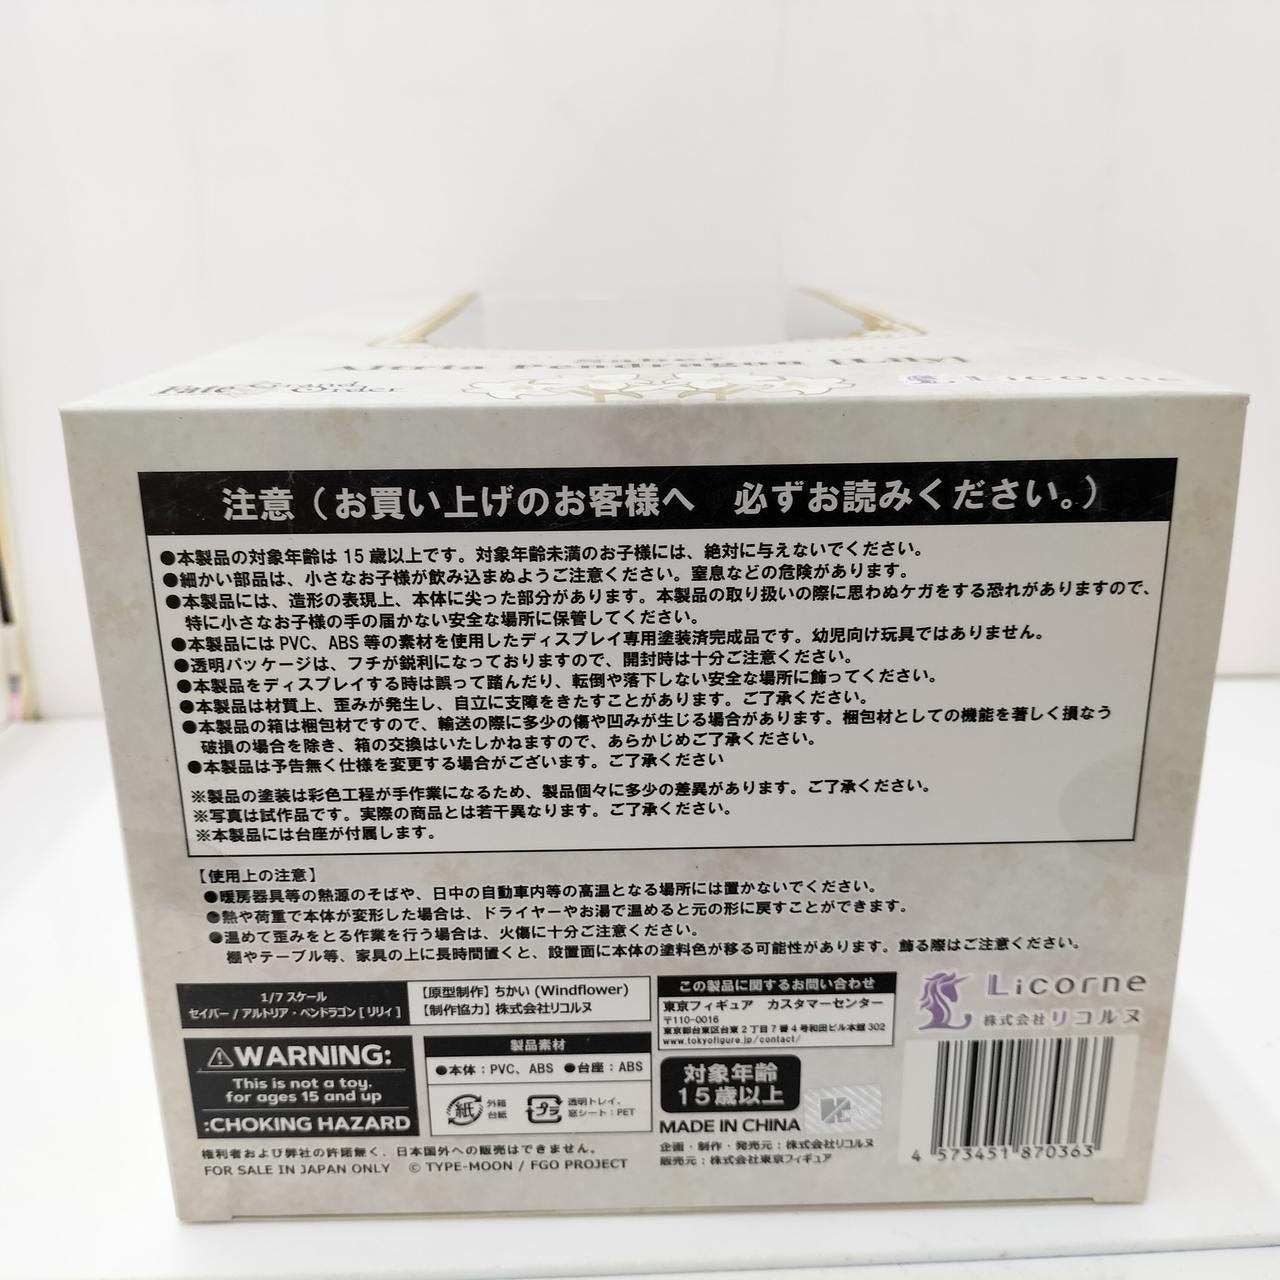 Saber
Altria Pendragon [Lily]
Fate Grand Order
Licorne
注意（お買い上げのお客様へ　必ずお読みください。）
●本製品の対象年齢は 15 歳以上です。対象年齢未満のお子様には、絶対に与えないでください。
●細かい部品は、小さなお子様が飲み込まぬようご注意ください。窒息などの危険があります。
●本製品には、造形の表現上、本体に尖った部分があります。本製品の取り扱いの際に思わぬケガをする恐れがありますので、
特に小さなお子様の手の届かない安全な場所に保管してください。
●本製品には PVC、ABS 等の素材を使用したディスプレイ専用塗装済完成品です。幼児向け玩具ではありません。
●透明パッケージは、フチが鋭利になっておりますので、開封時は十分ご注意ください。
●本製品をディスプレイする時は誤って踏んだり、転倒や落下しない安全な場所に飾ってください。
●本製品は材質上、歪みが発生し、自立に支障をきたすことがあります。ご了承ください。
●本製品の箱は梱包材ですので、輸送の際に多少の傷や凹みが生じる場合があります。梱包材としての機能を著しく損なう
破損の場合を除き、箱の交換はいたしかねますので、あらかじめご了承ください。
●本製品は予告無く仕様を変更する場合がございます。ご了承ください
※製品の塗装は彩色工程が手作業になるため、製品個々に多少の差異があります。ご了承ください。
※写真は試作品です。実際の商品とは若干異なります。ご了承ください。
※本製品には台座が付属します。
【使用上の注意】
●暖房器具等の熱源のそばや、日中の自動車内等の高温となる場所には置かないでください。
●熱や荷重で本体が変形した場合は、ドライヤーやお湯で温めると元の形に戻すことができます。
●温めて歪みをとる作業を行う場合は、火傷に十分ご注意ください。
棚やテーブル等、家具の上に長時間置くと、設置面に本体の塗料色が移る可能性があります。飾る際はご注意ください。
1/7 スケール
セイバー / アルトリア・ペンドラゴン [ リリィ ]
【原型制作】ちかい (Windflower)
【制作協力】株式会社リコルヌ
この製品に関するお問い合わせ
東京フィギュア　カスタマーセンター
〒110-0016
東京都台東区台東 2 丁目 7 番 4 号和田ビル本館 302
www.tokyofigure.jp/contact/
Licorne
株式会社リコルヌ
⚠WARNING:
This is not a toy.
for ages 15 and up
:CHOKING HAZARD
製品素材
●本体：PVC、ABS ●台座：ABS
紙
外箱
台紙
プラ
透明トレイ、
窓シート：PET
対象年齢
15歳以上
MADE IN CHINA
企画・制作・発売元：株式会社リコルヌ
販売元：株式会社東京フィギュア
4 573451 870363
権利者および弊社の許諾無く、日本国外への販売はできません。
FOR SALE IN JAPAN ONLY © TYPE-MOON / FGO PROJECT